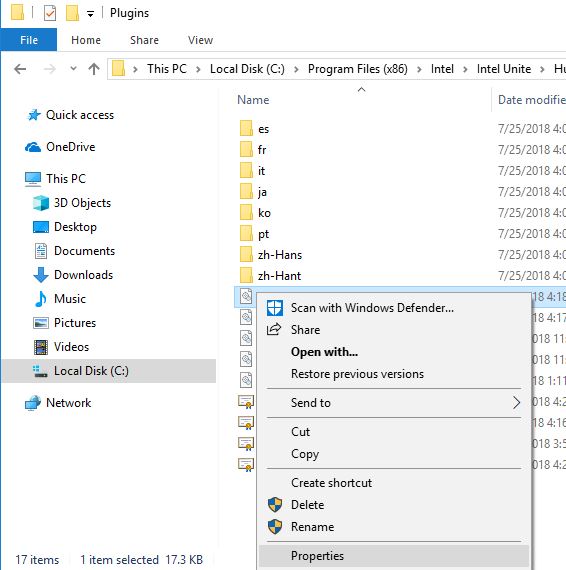 Plugins
File Home Share View
This PC Local Disk (C:) Program Files (x86) Intel Intel Unite
Name Date modifie
Quick access
OneDrive
This PC
3D Objects
Desktop
Documents
Downloads
Music
Pictures
Videos
Local Disk (C:)
Network
es 7/25/2018 4:0
fr 7/25/2018 4:0
it 7/25/2018 4:0
ja 7/25/2018 4:0
ko 7/25/2018 4:0
pt 7/25/2018 4:0
zh-Hans 7/25/2018 4:0
zh-Hant 7/25/2018 4:0
18 4:18
Scan with Windows Defender...
018 4:17
Share
018 11:
Open with...
018 11:
Restore previous versions
18 1:11
Send to
018 4:2
Cut
18 4:16
Copy
018 3:5
018 4:2
Create shortcut
Delete
Rename
Properties
17 items 1 item selected 17.3 KB